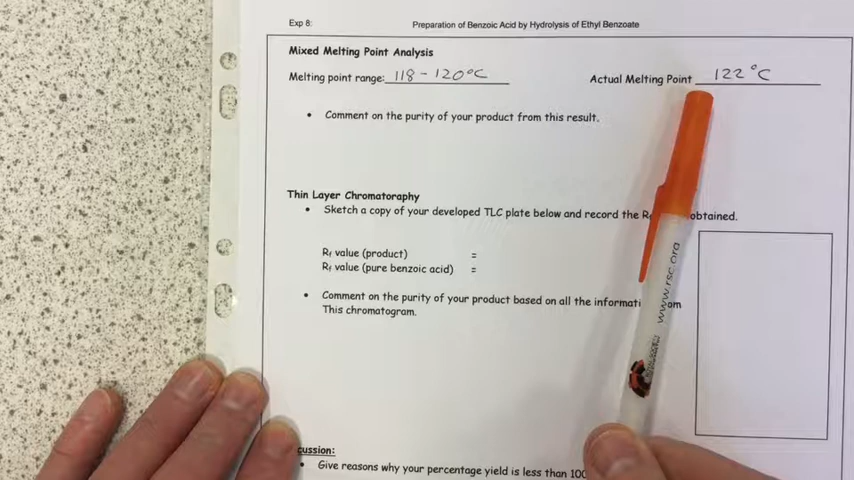 Exp 8: Preparation of Benzoic Acid by Hydrolysis of Ethyl Benzoate
Mixed Melting Point Analysis
Melting point range: 118 - 120°C Actual Melting Point 122°C
• Comment on the purity of your product from this result.
Thin Layer Chromatoraphy
• Sketch a copy of your developed TLC plate below and record the R obtained.
Rf value (product) =
Rf value (pure benzoic acid) =
• Comment on the purity of your product based on all the informati am
This chromatogram.
cussion:
• Give reasons why your percentage yield is less than 100
www.rsc.org